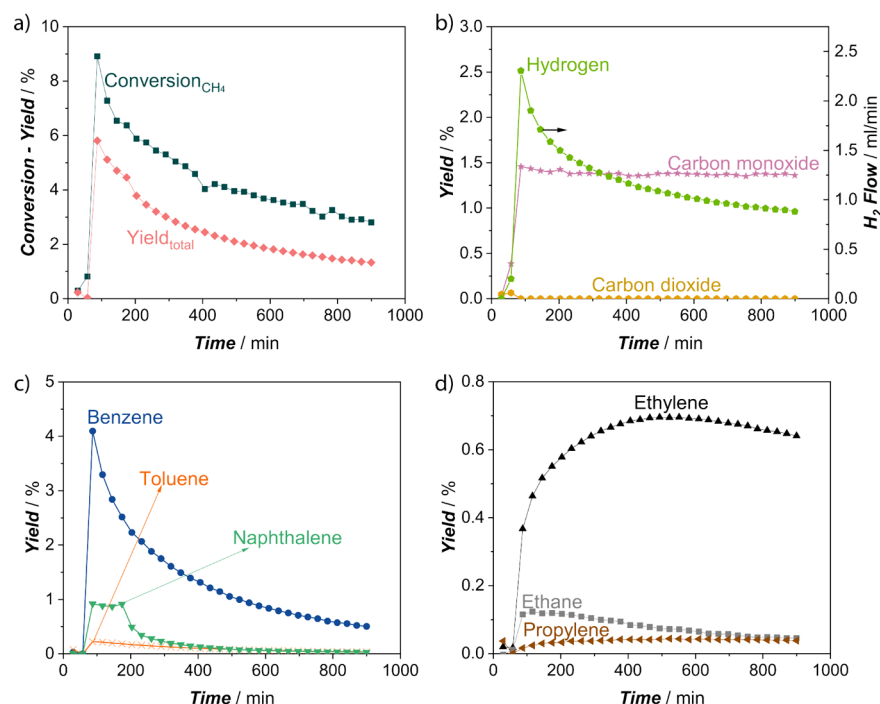 a)
10
8
6
4
2
0
Conversion - Yield / %
Conversion CH₄
Yield total
0 200 400 600 800 1000
Time / min
b)
3.0
2.5
2.0
1.5
1.0
0.5
0.0
Yield / %
Hydrogen
Carbon monoxide
Carbon dioxide
2.5
2.0
1.5
1.0
0.5
0.0
H₂ Flow / ml/min
0 200 400 600 800 1000
Time / min
c)
5
4
3
2
1
0
Yield / %
Benzene
Toluene
Naphthalene
0 200 400 600 800 1000
Time / min
d)
0.8
0.6
0.4
0.2
0.0
Yield / %
Ethylene
Ethane
Propylene
0 200 400 600 800 1000
Time / min